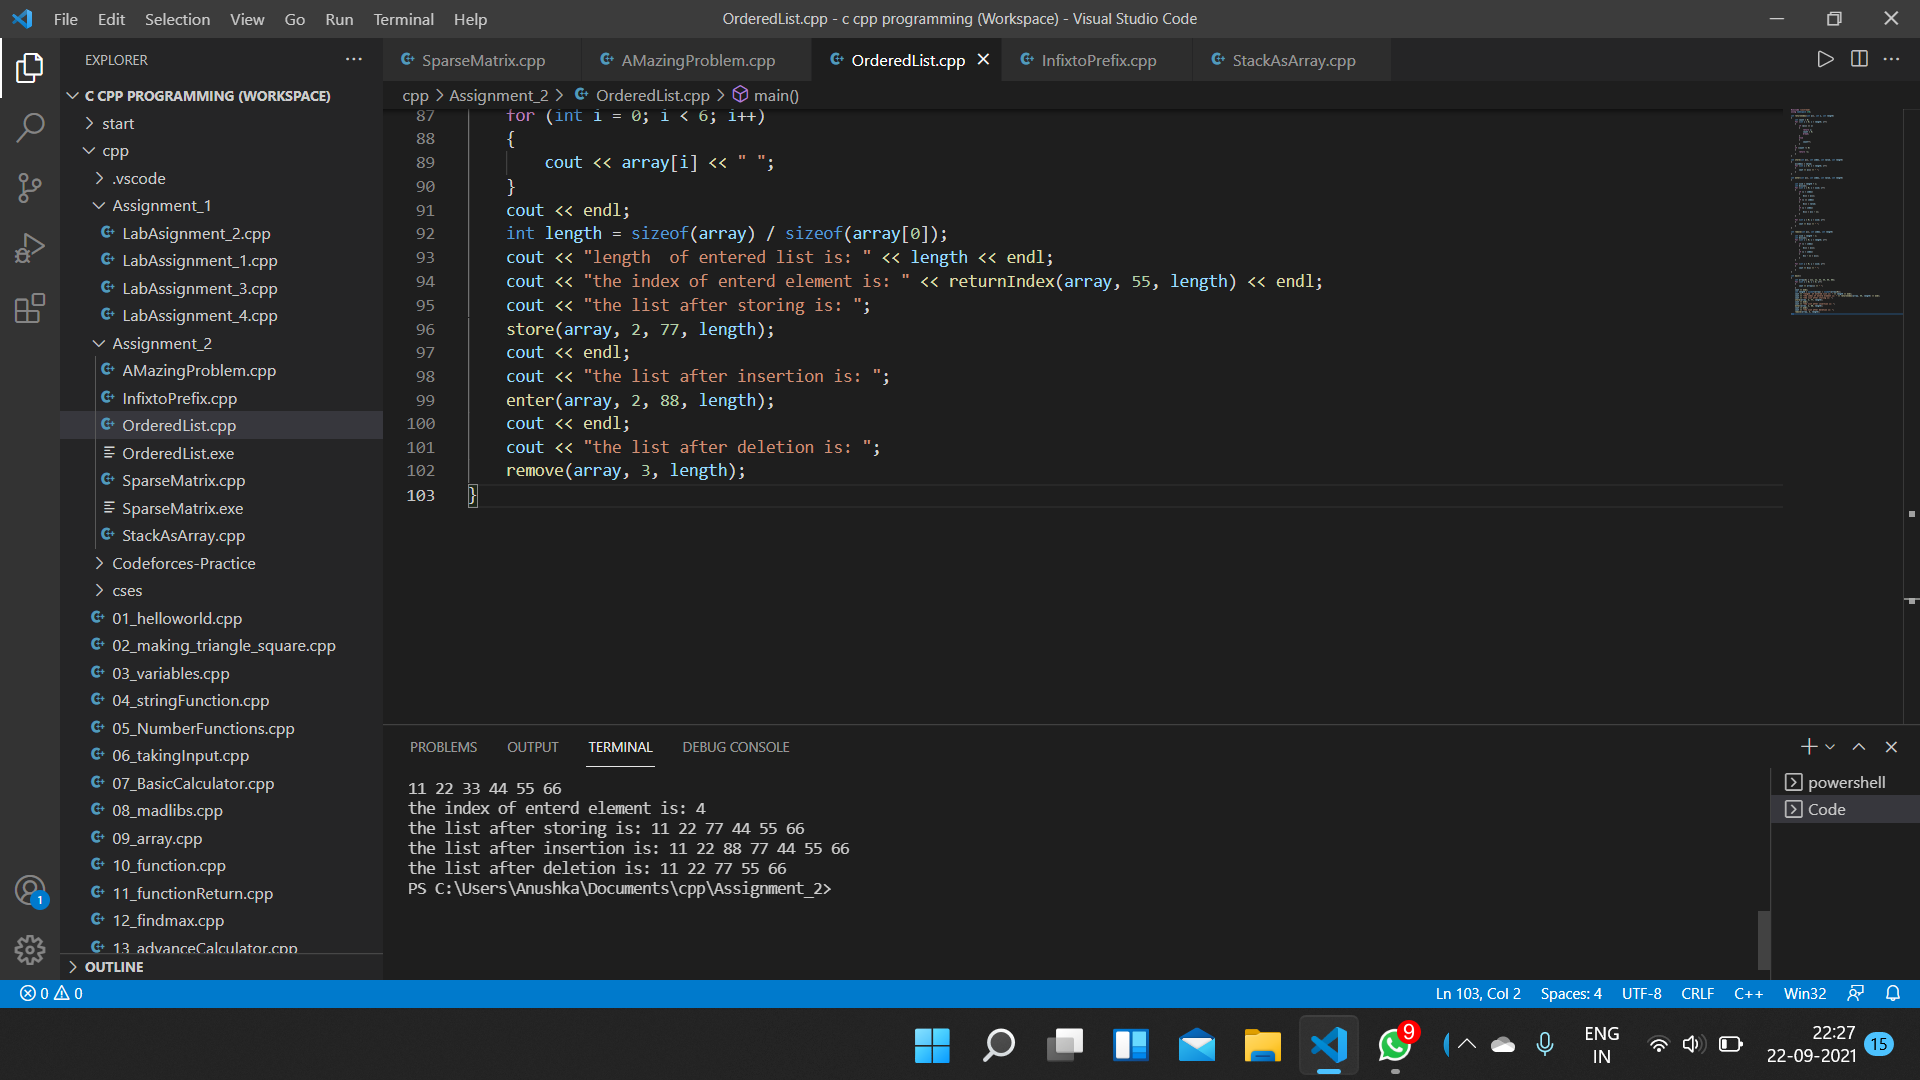 File Edit Selection View Go Run Terminal Help
OrderedList.cpp - c cpp programming (Workspace) - Visual Studio Code
EXPLORER
C CPP PROGRAMMING (WORKSPACE)
start
cpp
.vscode
Assignment_1
LabAsignment_2.cpp
LabAssignment_1.cpp
LabAssignment_3.cpp
LabAssignment_4.cpp
Assignment_2
AMazingProblem.cpp
InfixtoPrefix.cpp
OrderedList.cpp
OrderedList.exe
SparseMatrix.cpp
SparseMatrix.exe
StackAsArray.cpp
Codeforces-Practice
cses
01_helloworld.cpp
02_making_triangle_square.cpp
03_variables.cpp
04_stringFunction.cpp
05_NumberFunctions.cpp
06_takingInput.cpp
07_BasicCalculator.cpp
08_madlibs.cpp
09_array.cpp
10_function.cpp
11_functionReturn.cpp
12_findmax.cpp
13_advanceCalculator.cpp
OUTLINE
SparseMatrix.cpp AMazingProblem.cpp OrderedList.cpp InfixtoPrefix.cpp StackAsArray.cpp
cpp > Assignment_2 > OrderedList.cpp > main()
87 for (int i = 0; i < 6; i++)
88 {
89 cout << array[i] << " ";
90 }
91 cout << endl;
92 int length = sizeof(array) / sizeof(array[0]);
93 cout << "length  of entered list is: " << length << endl;
94 cout << "the index of enterd element is: " << returnIndex(array, 55, length) << endl;
95 cout << "the list after storing is: ";
96 store(array, 2, 77, length);
97 cout << endl;
98 cout << "the list after insertion is: ";
99 enter(array, 2, 88, length);
100 cout << endl;
101 cout << "the list after deletion is: ";
102 remove(array, 3, length);
103 }
PROBLEMS OUTPUT TERMINAL DEBUG CONSOLE
11 22 33 44 55 66
the index of enterd element is: 4
the list after storing is: 11 22 77 44 55 66
the list after insertion is: 11 22 88 77 44 55 66
the list after deletion is: 11 22 77 55 66
PS C:\Users\Anushka\Documents\cpp\Assignment_2>
powershell
Code
1
0 0
Ln 103, Col 2 Spaces: 4 UTF-8 CRLF C++ Win32
9
ENG
IN
22:27
22-09-2021
15